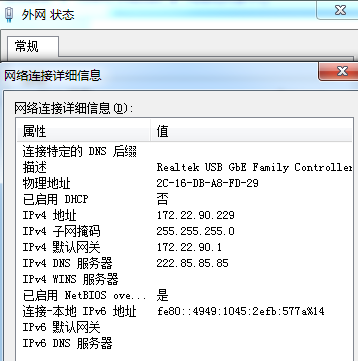 外网 状态
常规
网络连接详细信息
网络连接详细信息(D):
属性 值
连接特定的 DNS 后缀
描述 Realtek USB GbE Family Controller
物理地址 2C-16-DB-A8-FD-29
已启用 DHCP 否
IPv4 地址 172.22.90.229
IPv4 子网掩码 255.255.255.0
IPv4 默认网关 172.22.90.1
IPv4 DNS 服务器 222.85.85.85
IPv4 WINS 服务器
已启用 NetBIOS ove... 是
连接-本地 IPv6 地址 fe80::4949:1045:2efb:577a%14
IPv6 默认网关
IPv6 DNS 服务器